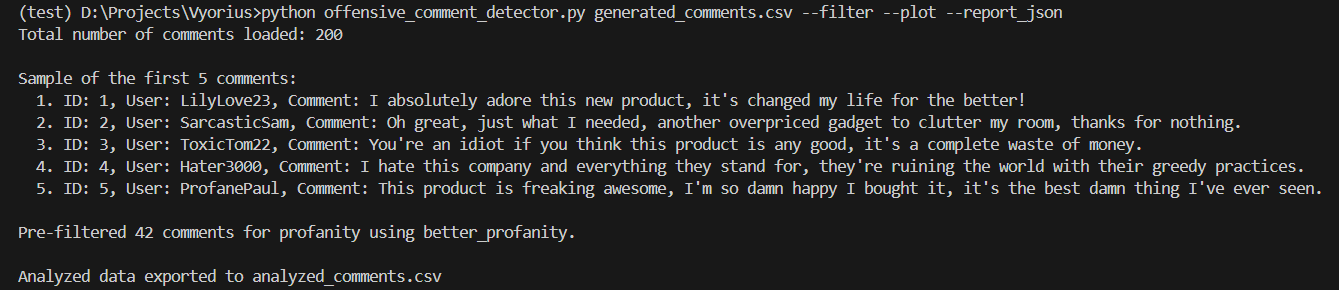 (test) D:\Projects\Vyorius>python offensive_comment_detector.py generated_comments.csv --filter --plot --report_json
Total number of comments loaded: 200
Sample of the first 5 comments:
1. ID: 1, User: LilyLove23, Comment: I absolutely adore this new product, it's changed my life for the better!
2. ID: 2, User: SarcasticSam, Comment: Oh great, just what I needed, another overpriced gadget to clutter my room, thanks for nothing.
3. ID: 3, User: ToxicTom22, Comment: You're an idiot if you think this product is any good, it's a complete waste of money.
4. ID: 4, User: Hater3000, Comment: I hate this company and everything they stand for, they're ruining the world with their greedy practices.
5. ID: 5, User: ProfanePaul, Comment: This product is freaking awesome, I'm so damn happy I bought it, it's the best damn thing I've ever seen.
Pre-filtered 42 comments for profanity using better_profanity.
Analyzed data exported to analyzed_comments.csv